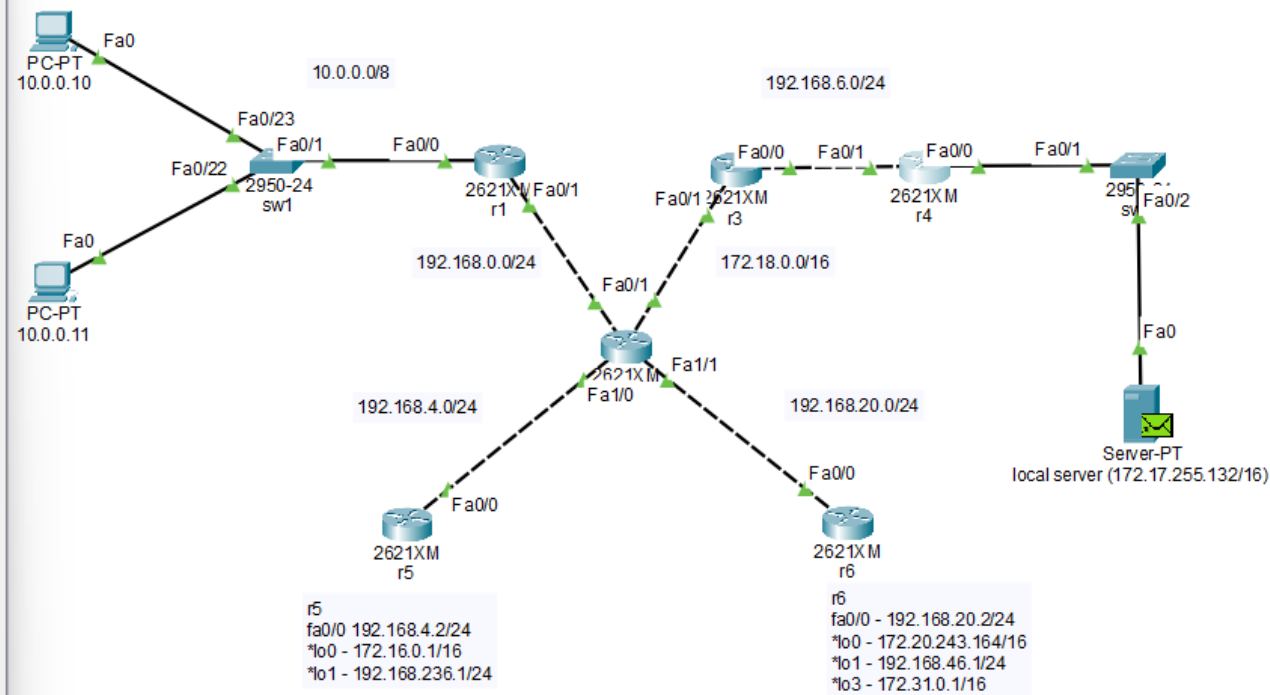 Fa0
PC-PT
10.0.0.10
10.0.0.0/8
192.168.6.0/24
Fa0/23
Fa0/1
Fa0/0
Fa0/22
2950-24
sw1
Fa0
PC-PT
10.0.0.11
2621XM
r1
Fa0/1
192.168.0.0/24
Fa0/0
Fa0/1
2621XM
r3
Fa0/1
Fa0/0
2621XM
r4
Fa0/1
Fa0/2
172.18.0.0/16
Fa0/1
2621XM
Fa1/0
Fa1/1
Fa0
Server-PT
local server (172.17.255.132/16)
192.168.4.0/24
192.168.20.0/24
Fa0/0
2621XM
r5
Fa0/0
2621XM
r6
r5
fa0/0 192.168.4.2/24
*lo0 - 172.16.0.1/16
*lo1 - 192.168.236.1/24
r6
fa0/0 - 192.168.20.2/24
*lo0 - 172.20.243.164/16
*lo1 - 192.168.46.1/24
*lo3 - 172.31.0.1/16